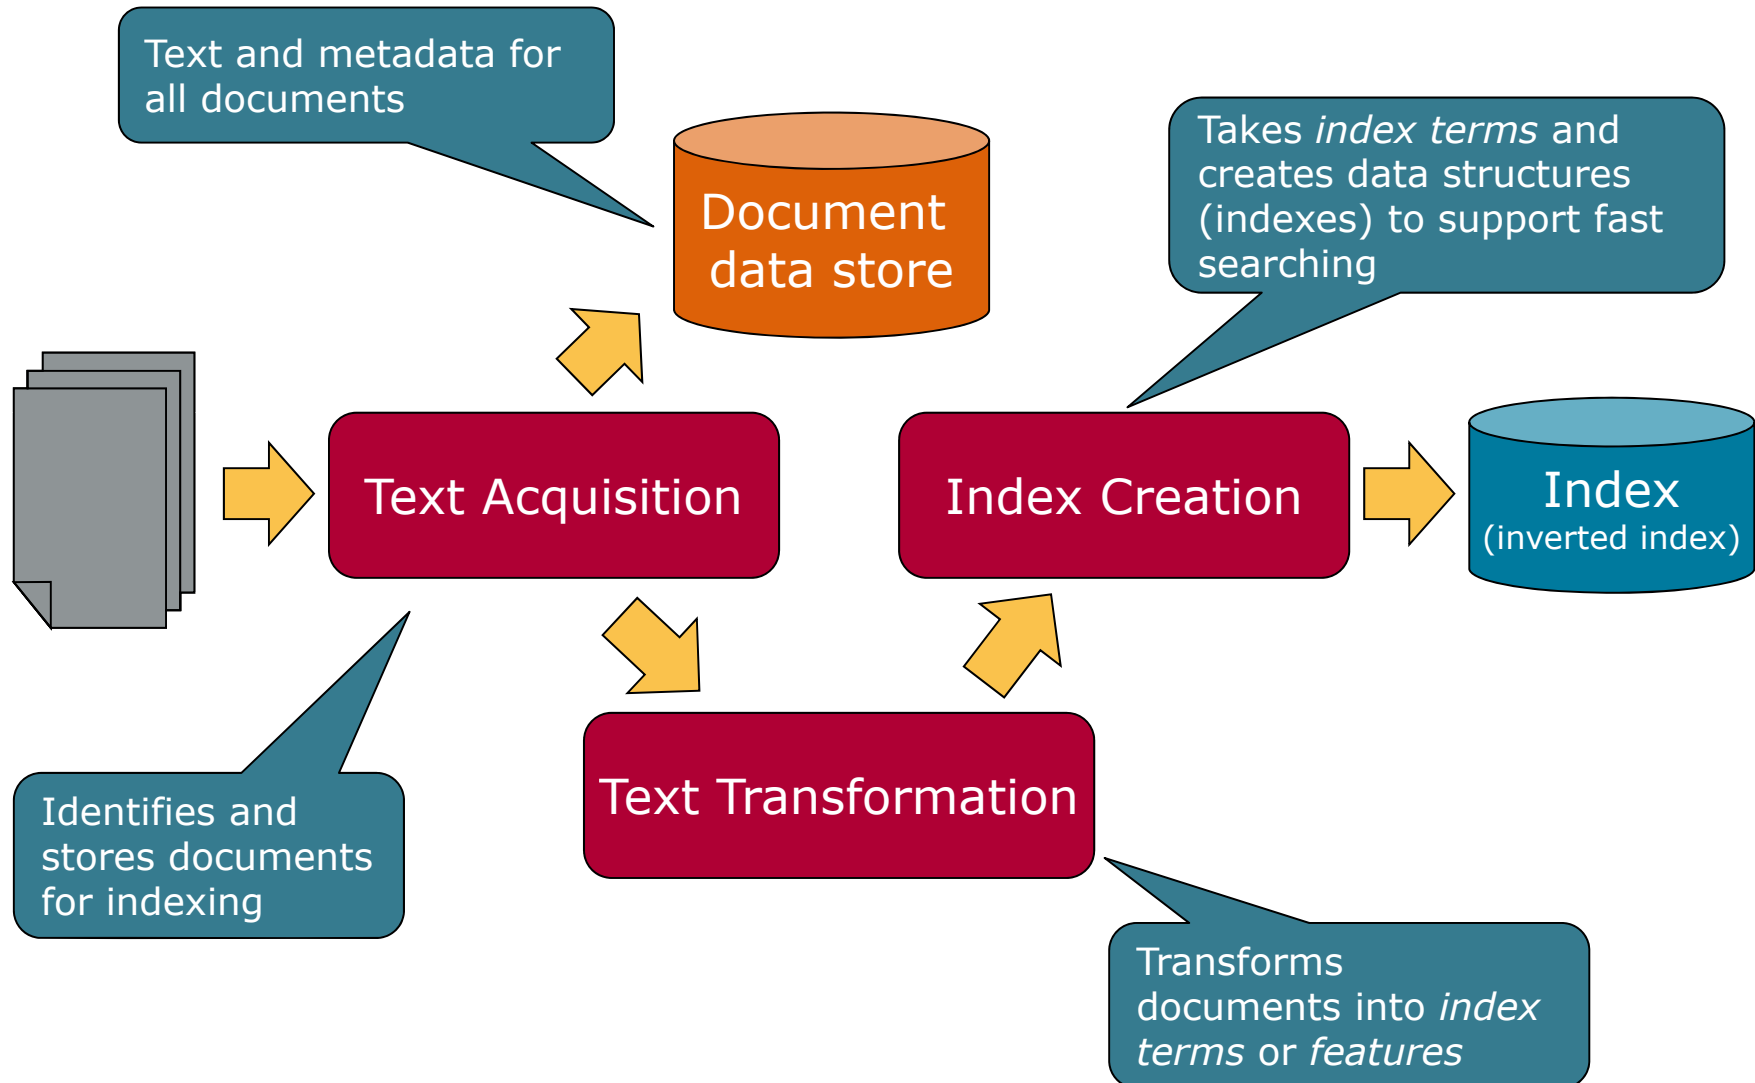 Text and metadata for
all documents
Document
data store
Takes index terms and
creates data structures
(indexes) to support fast
searching
Text Acquisition
Index Creation
Index
(inverted index)
Text Transformation
Identifies and
stores documents
for indexing
Transforms
documents into index
terms or features